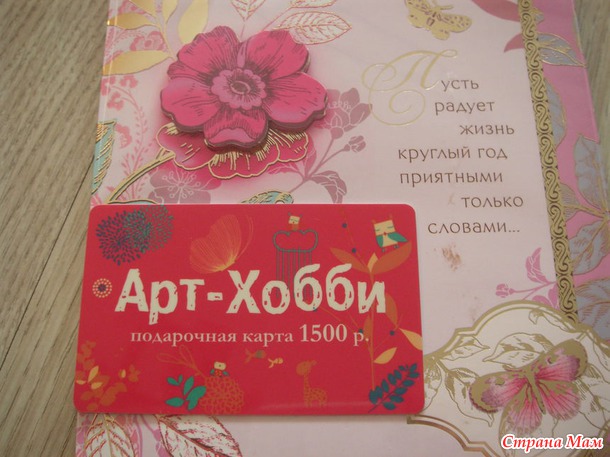 Пусть
радует
жизнь
круглый год
приятными
только
словами...
Арт-Хобби
подарочная карта 1500 р.
Страна Мам